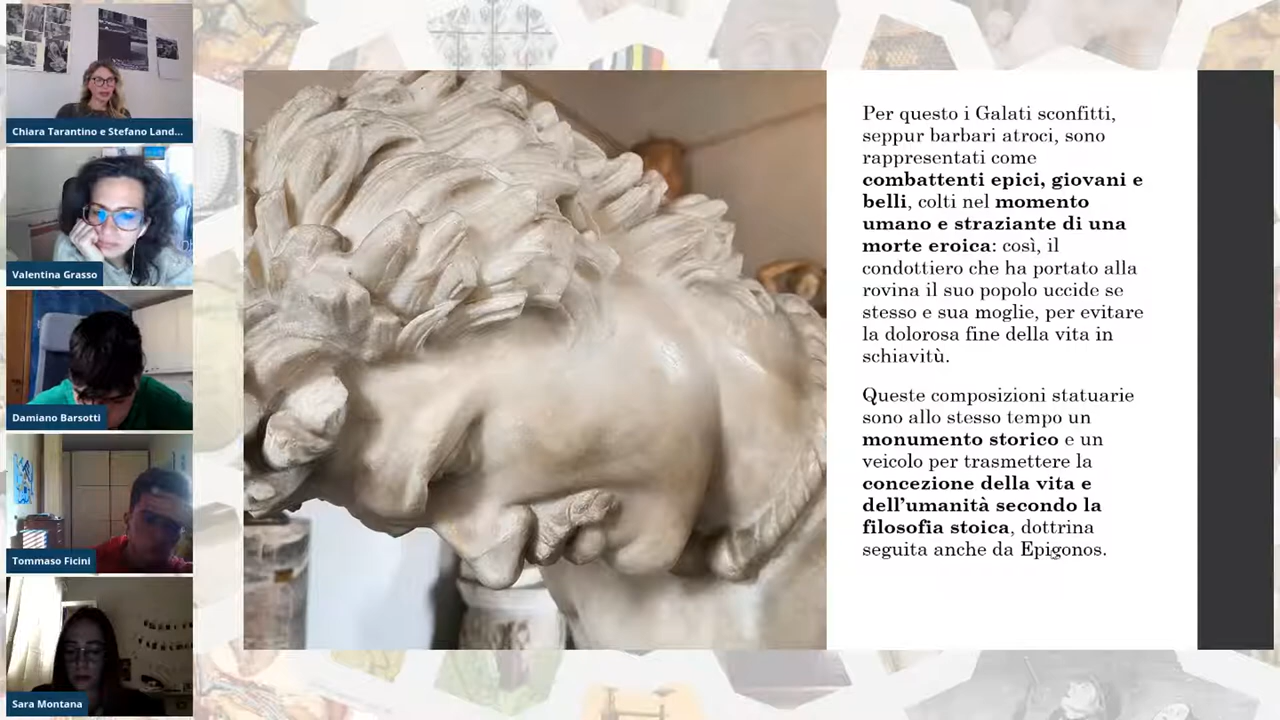 Chiara Tarantino e Stefano Land...
Valentina Grasso
Damiano Barsotti
Tommaso Ficini
Sara Montana
Per questo i Galati sconfitti,
seppur barbari atroci, sono
rappresentati come
combattenti epici, giovani e
belli, colti nel momento
umano e straziante di una
morte eroica: così, il
condottiero che ha portato alla
rovina il suo popolo uccide se
stesso e sua moglie, per evitare
la dolorosa fine della vita in
schiavitù.
Queste composizioni statuarie
sono allo stesso tempo un
monumento storico e un
veicolo per trasmettere la
concezione della vita e
dell’umanità secondo la
filosofia stoica, dottrina
seguita anche da Epigonos.